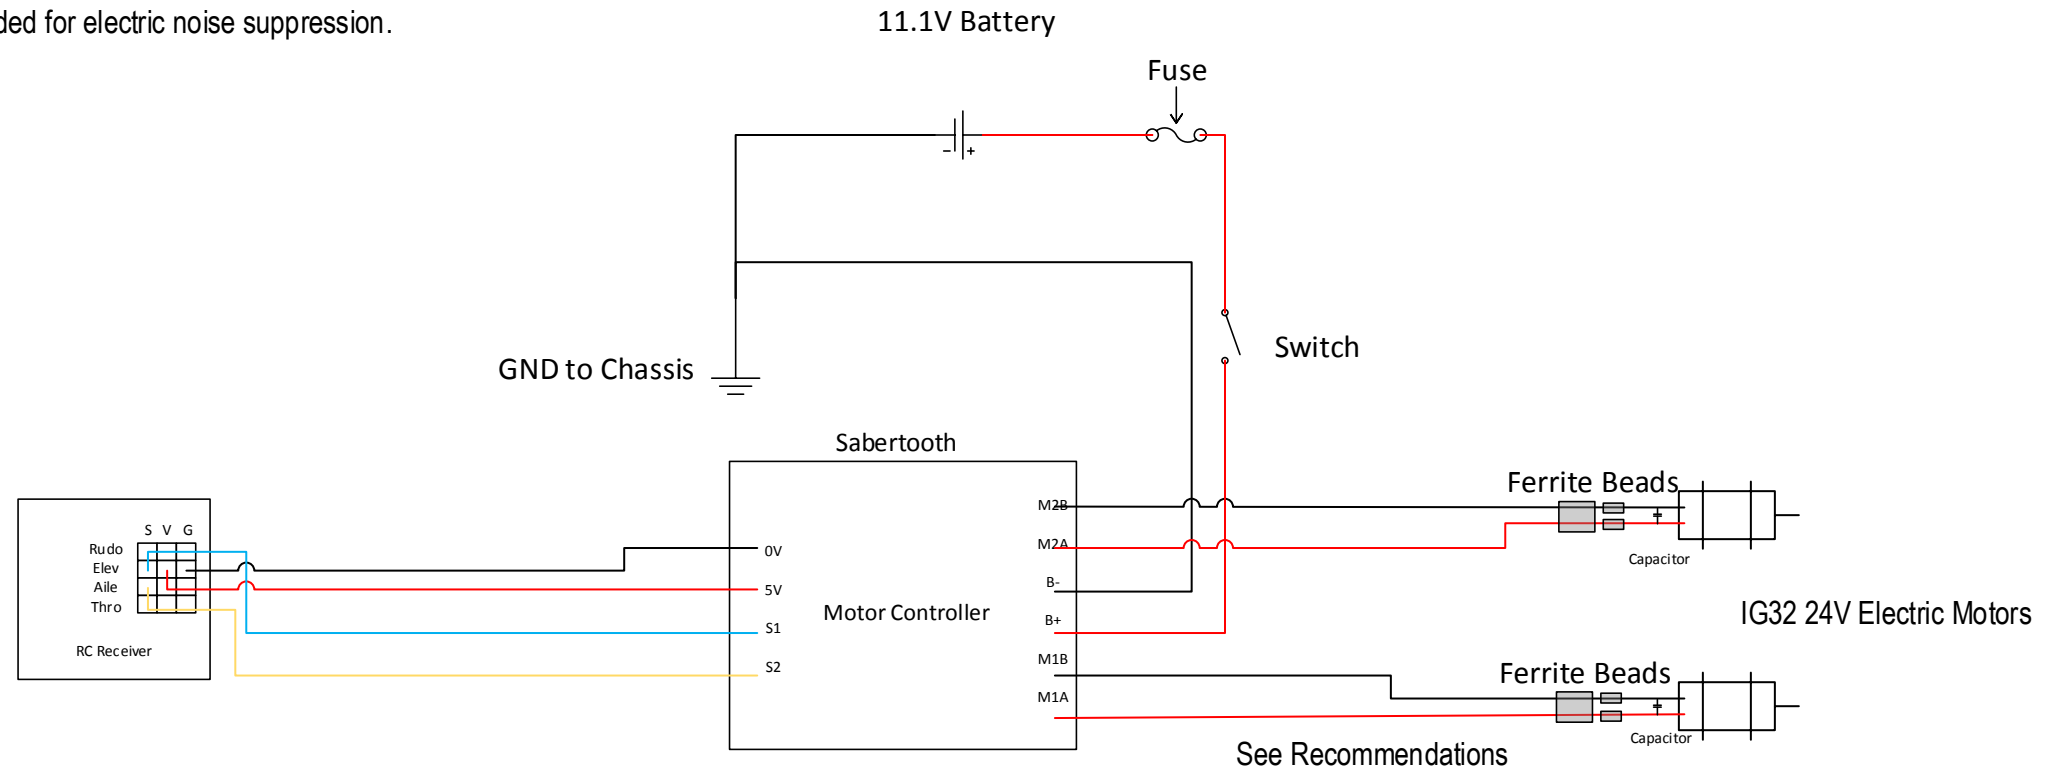 ded for electric noise suppression.
11.1V Battery
Fuse
- +
Switch
GND to Chassis
Sabertooth
Ferrite Beads
M2B
S V G
Rudo
0V
M2A
Capacitor
Elev
B-
Aile
5V
Thro
Motor Controller
B+
IG32 24V Electric Motors
S1
RC Receiver
M1B
S2
Ferrite Beads
M1A
Capacitor
See Recommendations